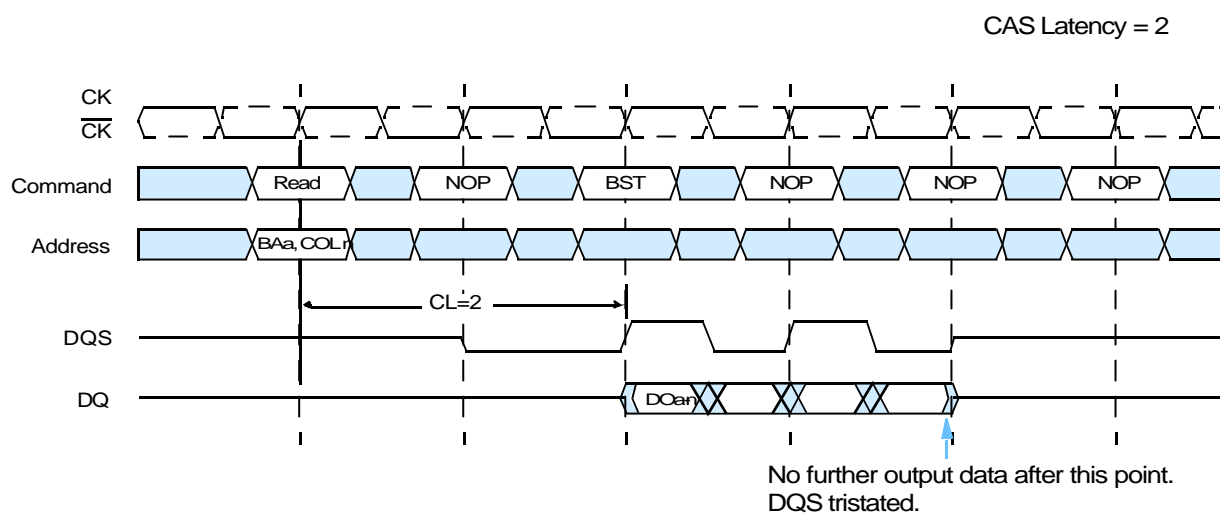 CAS Latency = 2
CK
CK
Command Read NOP BST NOP NOP NOP
Address BAa, COL n
CL=2
DQS
DQ DOa-n
No further output data after this point.
DQS tristated.